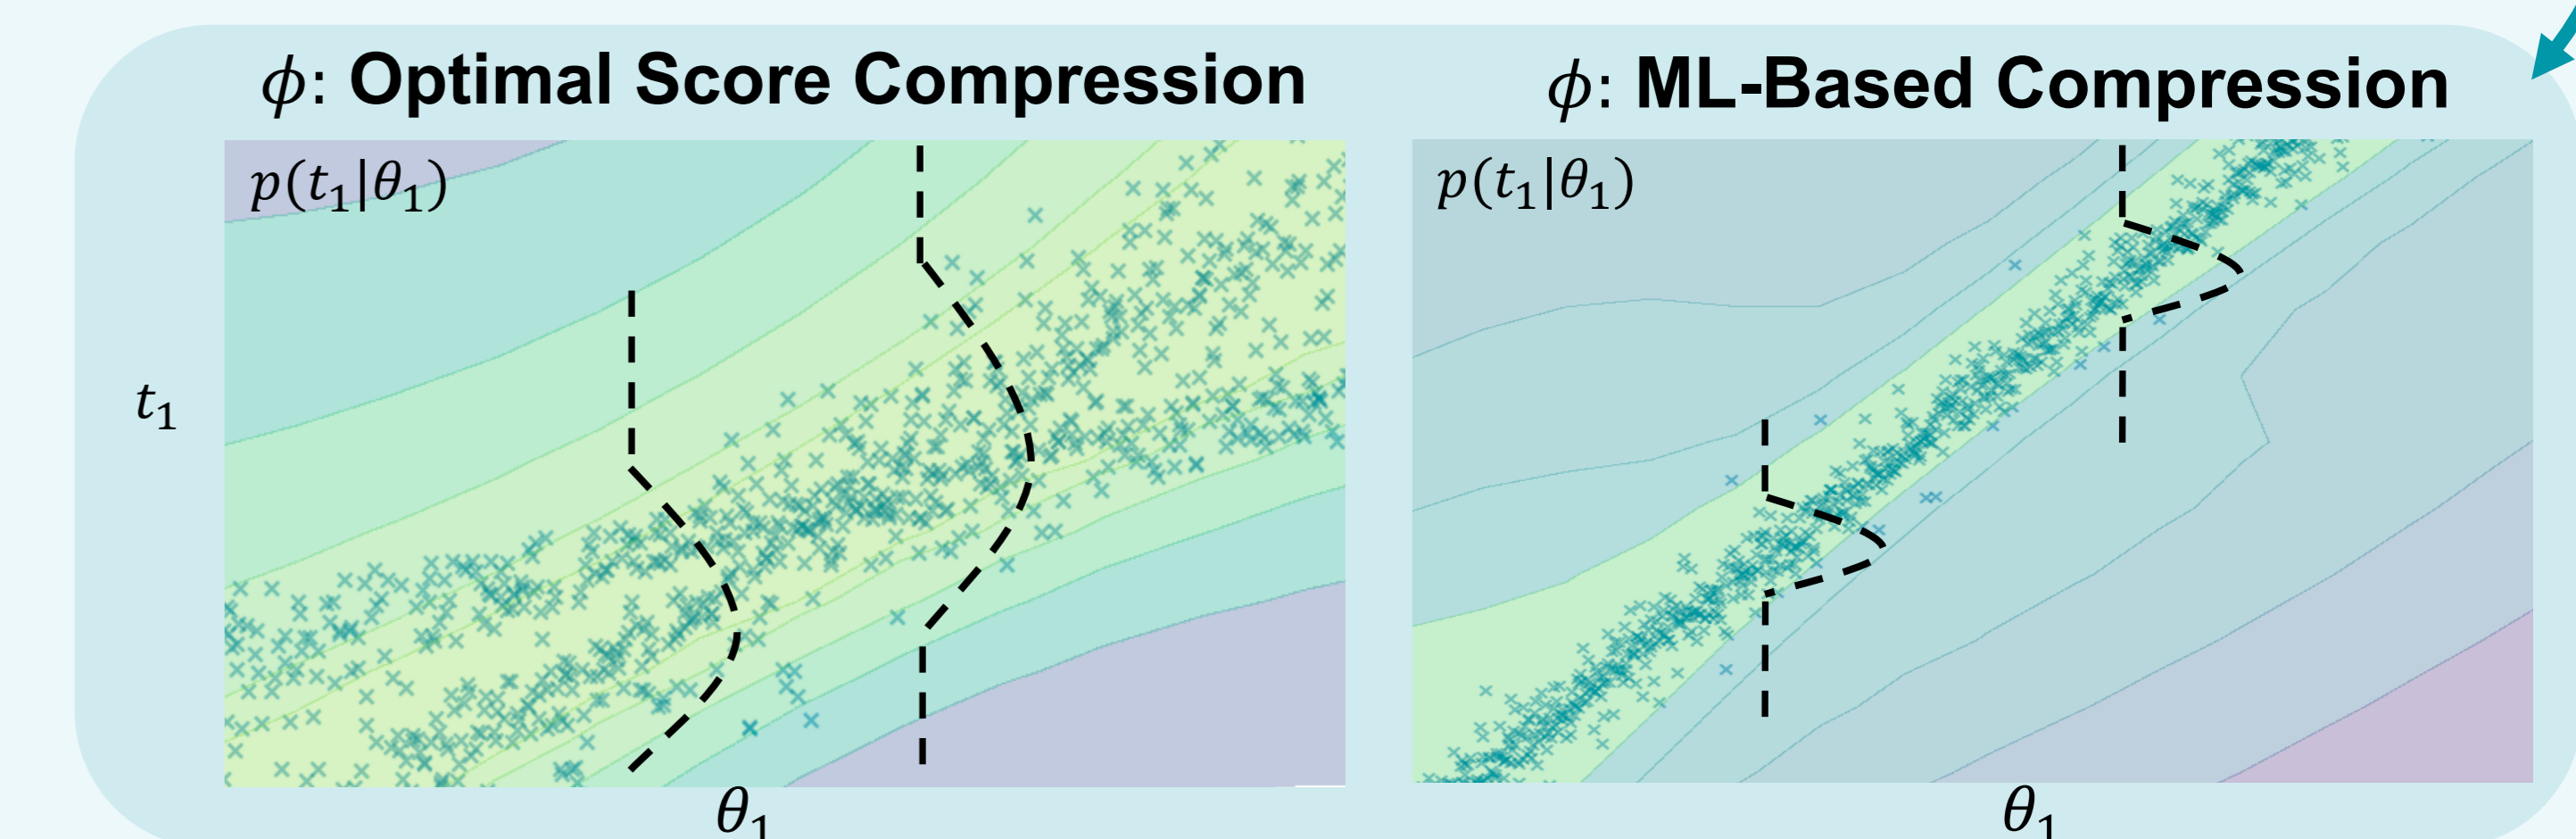 ϕ: Optimal Score Compression
p(t₁|θ₁)
t₁
θ₁
ϕ: ML-Based Compression
p(t₁|θ₁)
θ₁